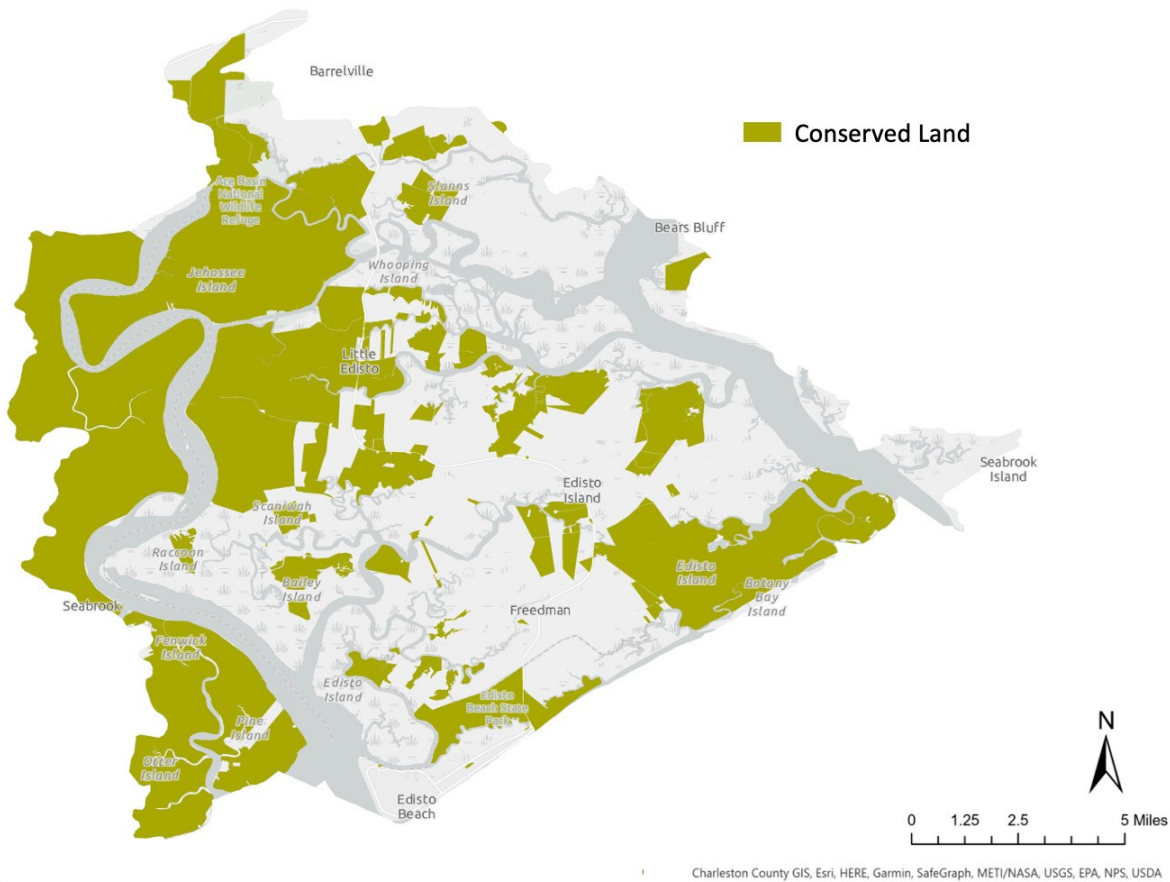 Barrelville
Conserved Land
Slanns
Island
Ace Basin
National
Wildlife
Refuge
Bears Bluff
Jehossee
Island
Whooping
Island
Little
Edisto
Seabrook
Island
Edisto
Island
Scanawah
Island
Raccoon
Island
Bailey
Island
Edisto
Island
Botany
Bay
Island
Seabrook
Freedman
Fenwick
Island
Edisto
Island
Edisto
Beach State
Park
Pine
Island
Otter
Island
Edisto
Beach
N
0 1.25 2.5 5 Miles
Charleston County GIS, Esri, HERE, Garmin, SafeGraph, METI/NASA, USGS, EPA, NPS, USDA